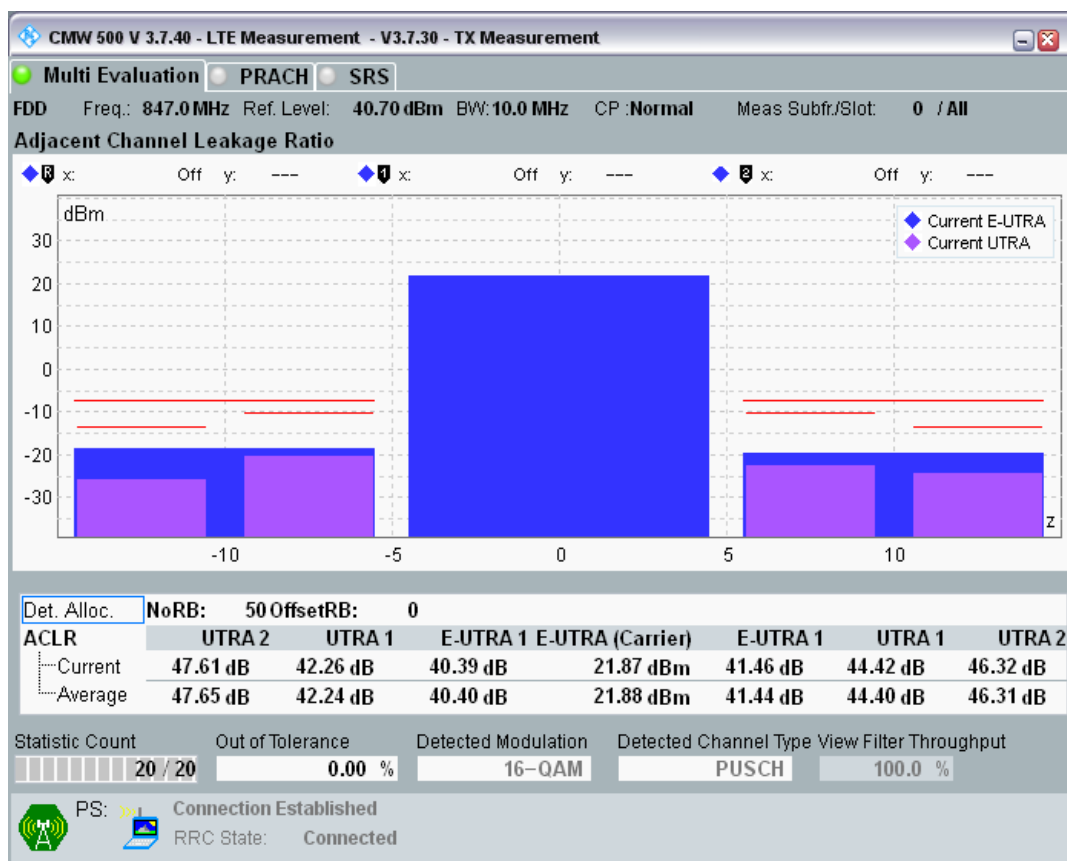 CMW 500 V 3.7.40 - LTE Measurement - V3.7.30 - TX Measurement
Multi Evaluation PRACH SRS
FDD Freq.: 847.0 MHz Ref. Level: 40.70 dBm BW: 10.0 MHz CP :Normal Meas Subfr./Slot: 0 / All
Adjacent Channel Leakage Ratio
R x: Off y: --- 1 x: Off y: --- 2 x: Off y: ---
dBm
Current E-UTRA
Current UTRA
30
20
10
0
-10
-20
-30
z
-10 -5 0 5 10
Det. Alloc. NoRB: 50 OffsetRB: 0
ACLR UTRA 2 UTRA 1 E-UTRA 1 E-UTRA (Carrier) E-UTRA 1 UTRA 1 UTRA 2
Current 47.61 dB 42.26 dB 40.39 dB 21.87 dBm 41.46 dB 44.42 dB 46.32 dB
Average 47.65 dB 42.24 dB 40.40 dB 21.88 dBm 41.44 dB 44.40 dB 46.31 dB
Statistic Count Out of Tolerance Detected Modulation Detected Channel Type View Filter Throughput
20 / 20 0.00 % 16-QAM PUSCH 100.0 %
PS: Connection Established
RRC State: Connected